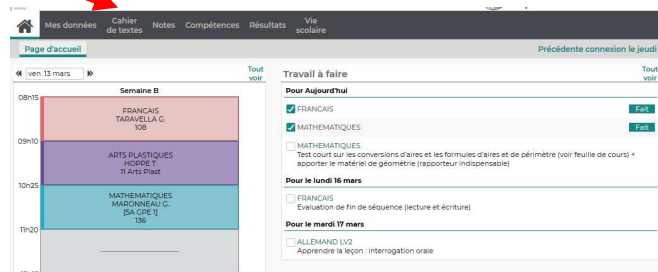 Mes données
Cahier
de textes
Notes
Compétences
Résultats
Vie
scolaire
Page d'accueil
Précédente connexion le jeudi
ven. 13 mars
Tout
voir
Semaine B
08h15
FRANCAIS
TARAVELLA G.
108
09h10
ARTS PLASTIQUES
HOPPE T.
11 Arts Plast
10h25
MATHEMATIQUES
MARONNEAU G.
[5A GPE 1]
136
11h20
Travail à faire
Tout
voir
Pour Aujourd'hui
FRANCAIS
Fait
MATHEMATIQUES
Fait
MATHEMATIQUES
Test court sur les conversions d'aires et les formules d'aires et de périmètre (voir feuille de cours) +
apporter le matériel de géométrie (rapporteur indispensable)
Pour le lundi 16 mars
FRANCAIS
Evaluation de fin de séquence (lecture et écriture)
Pour le mardi 17 mars
ALLEMAND LV2
Apprendre la leçon : interrogation orale